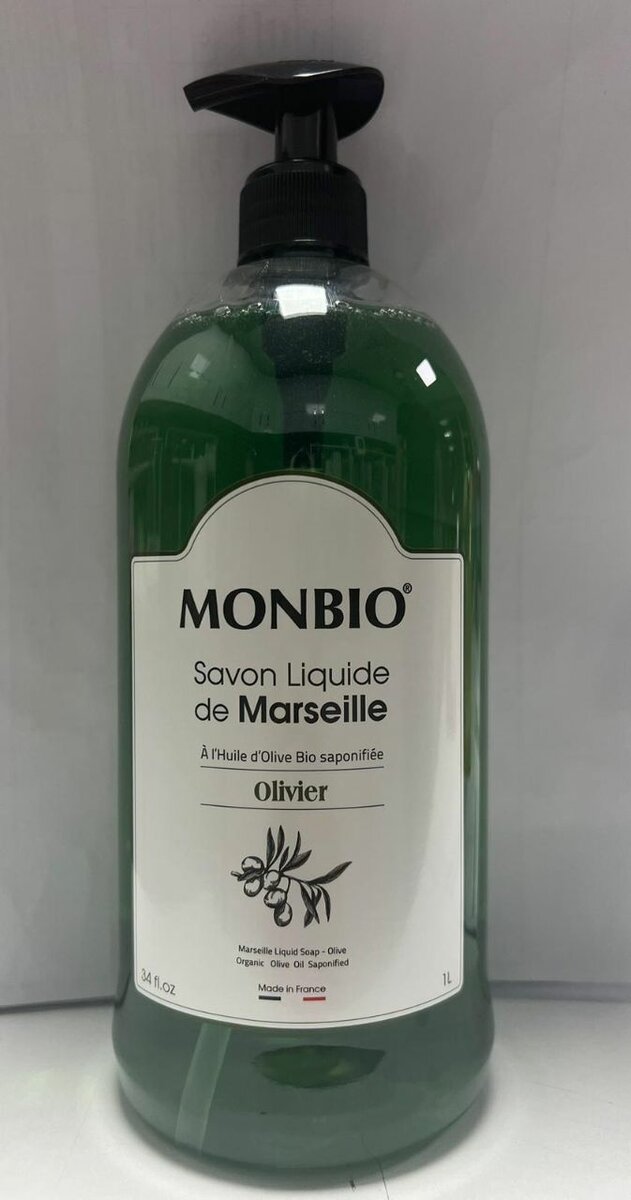 MONBIO®
Savon Liquide
de Marseille
À l'Huile d'Olive Bio saponifiée
Olivier
Marseille Liquid Soap - Olive
Organic Olive Oil Saponified
34 fl.oz
1L
Made in France